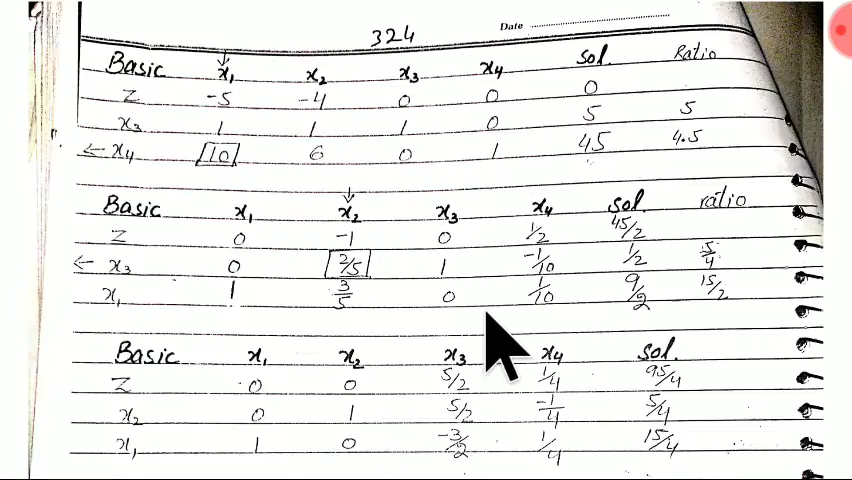 324
Date
Basic x₁ x₂ x₃ x₄ Sol. Ratio
Z -5 -4 0 0 0
x₃ 1 1 1 0 5 5
← x₄ 10 6 0 1 45 4.5
Basic x₁ x₂ x₃ x₄ Sol. ratio
Z 0 -1 0 1/2 45/2
← x₃ 0 2/5 1 -1/10 1/2 5/4
x₁ 1 3/5 0 1/10 9/2 15/2
Basic x₁ x₂ x₃ x₄ Sol.
Z 0 0 5/2 1/4 95/4
x₂ 0 1 5/2 -1/4 5/4
x₁ 1 0 -3/2 1/4 15/4